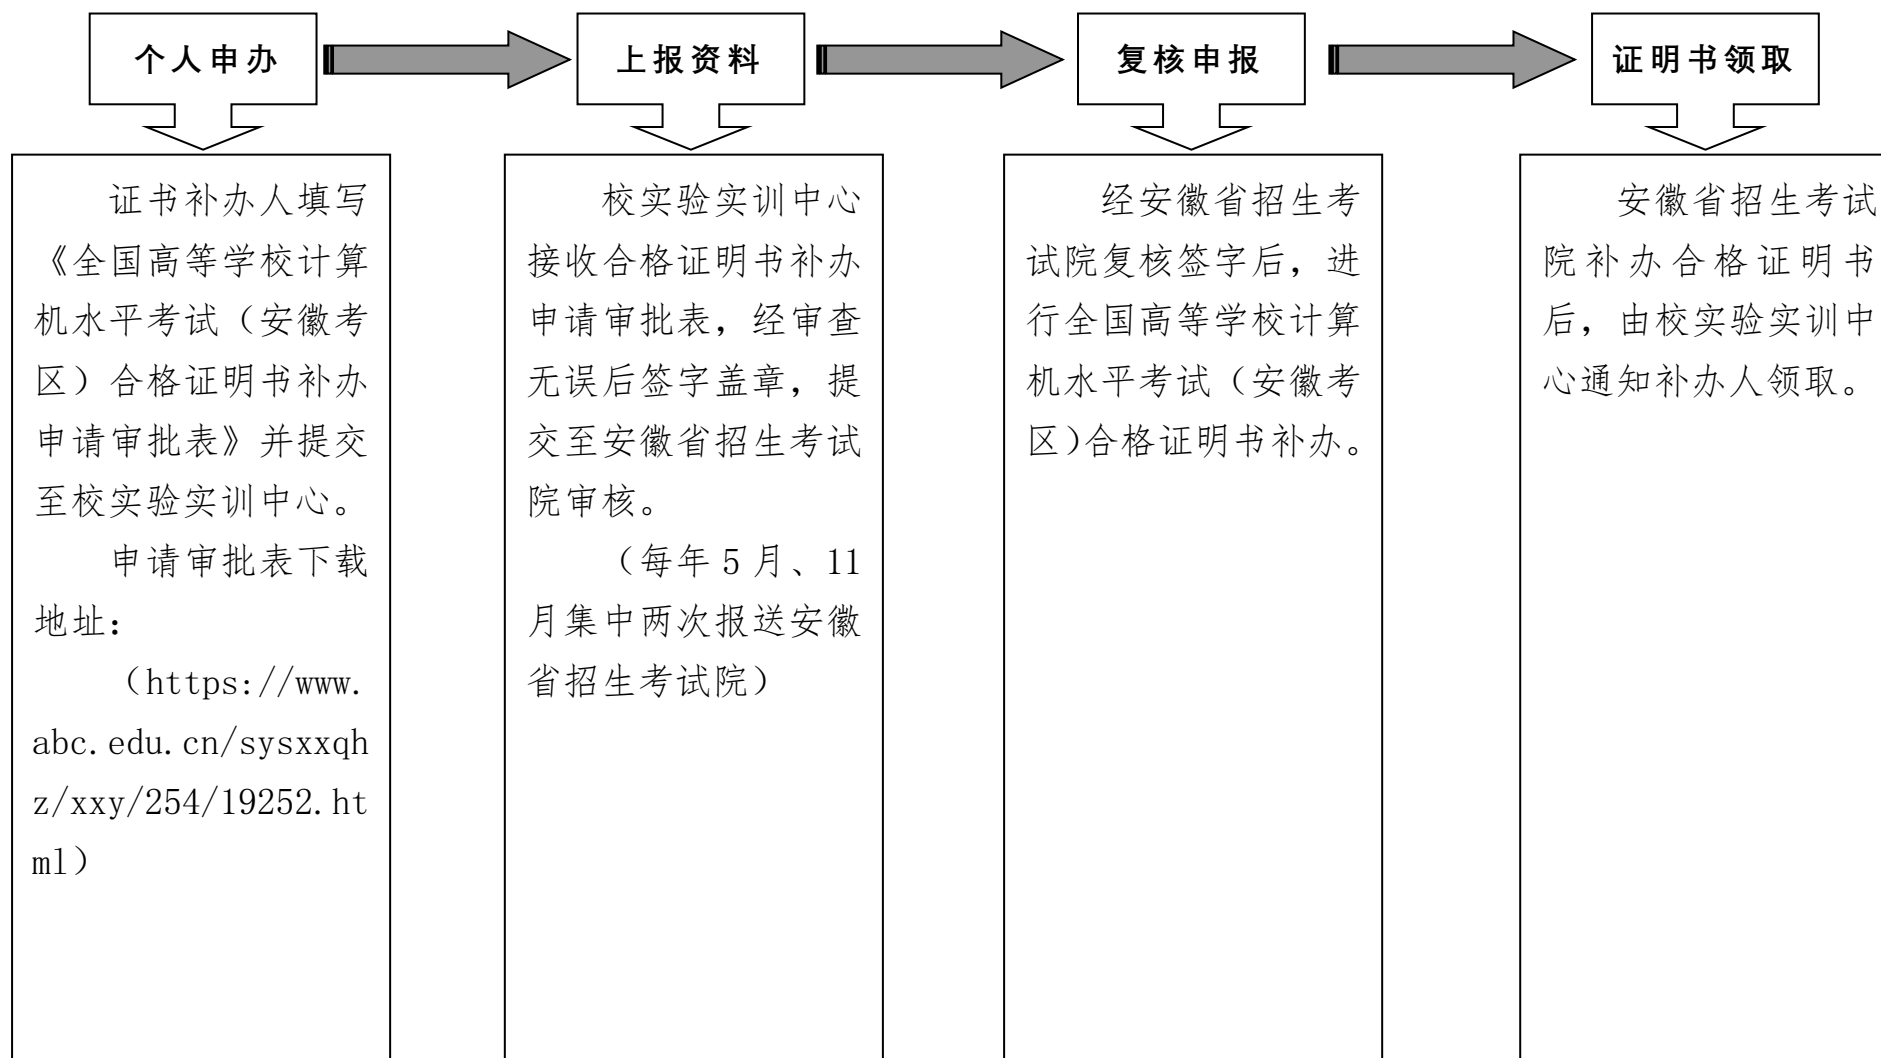 个人申办
上报资料
复核申报
证明书领取
证书补办人填写
《全国高等学校计算
机水平考试（安徽考
区）合格证明书补办
申请审批表》并提交
至校实验实训中心。
申请审批表下载
地址：
（https://www.
abc.edu.cn/sysxxqh
z/xxy/254/19252.ht
ml）
校实验实训中心
接收合格证明书补办
申请审批表，经审查
无误后签字盖章，提
交至安徽省招生考试
院审核。
（每年 5 月、11
月集中两次报送安徽
省招生考试院）
经安徽省招生考
试院复核签字后，进
行全国高等学校计算
机水平考试（安徽考
区）合格证明书补办。
安徽省招生考试
院补办合格证明书
后，由校实验实训中
心通知补办人领取。